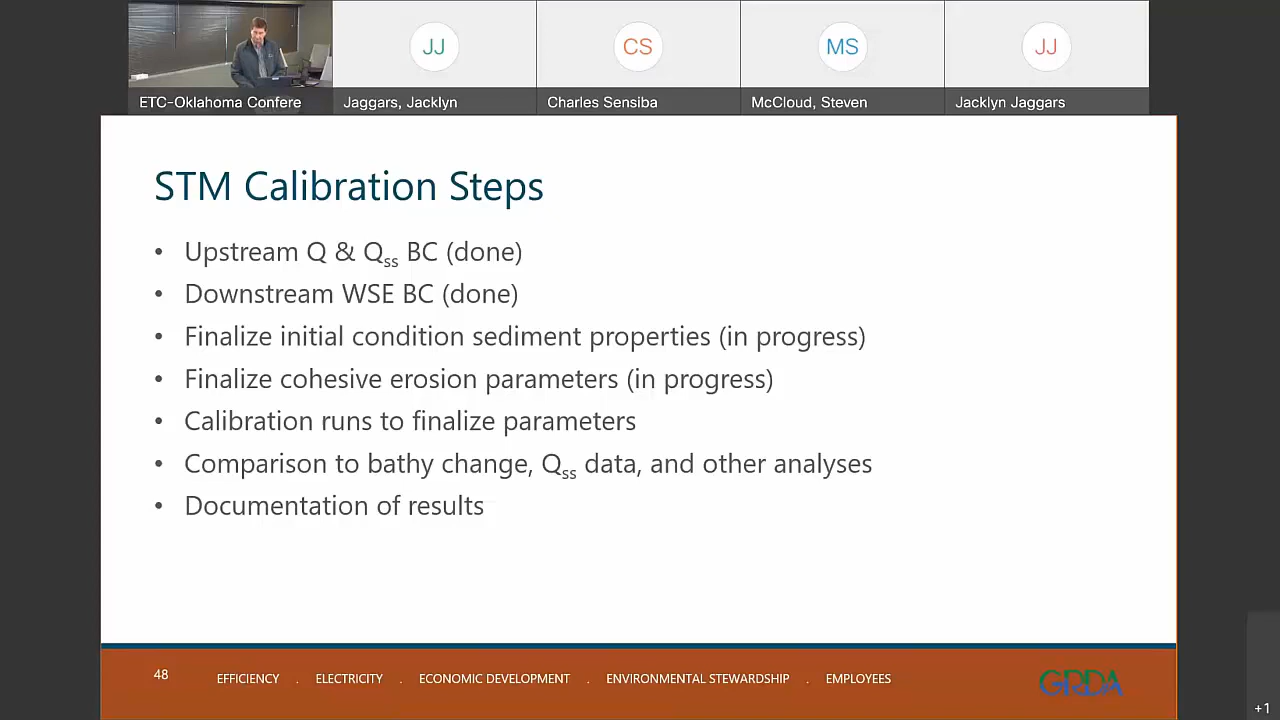 JJ
CS
MS
JJ
ETC-Oklahoma Confere
Jaggars, Jacklyn
Charles Sensiba
McCloud, Steven
Jacklyn Jaggars
STM Calibration Steps
• Upstream Q & Qss BC (done)
• Downstream WSE BC (done)
• Finalize initial condition sediment properties (in progress)
• Finalize cohesive erosion parameters (in progress)
• Calibration runs to finalize parameters
• Comparison to bathy change, Qss data, and other analyses
• Documentation of results
48
EFFICIENCY . ELECTRICITY . ECONOMIC DEVELOPMENT . ENVIRONMENTAL STEWARDSHIP . EMPLOYEES
GRDA
+1